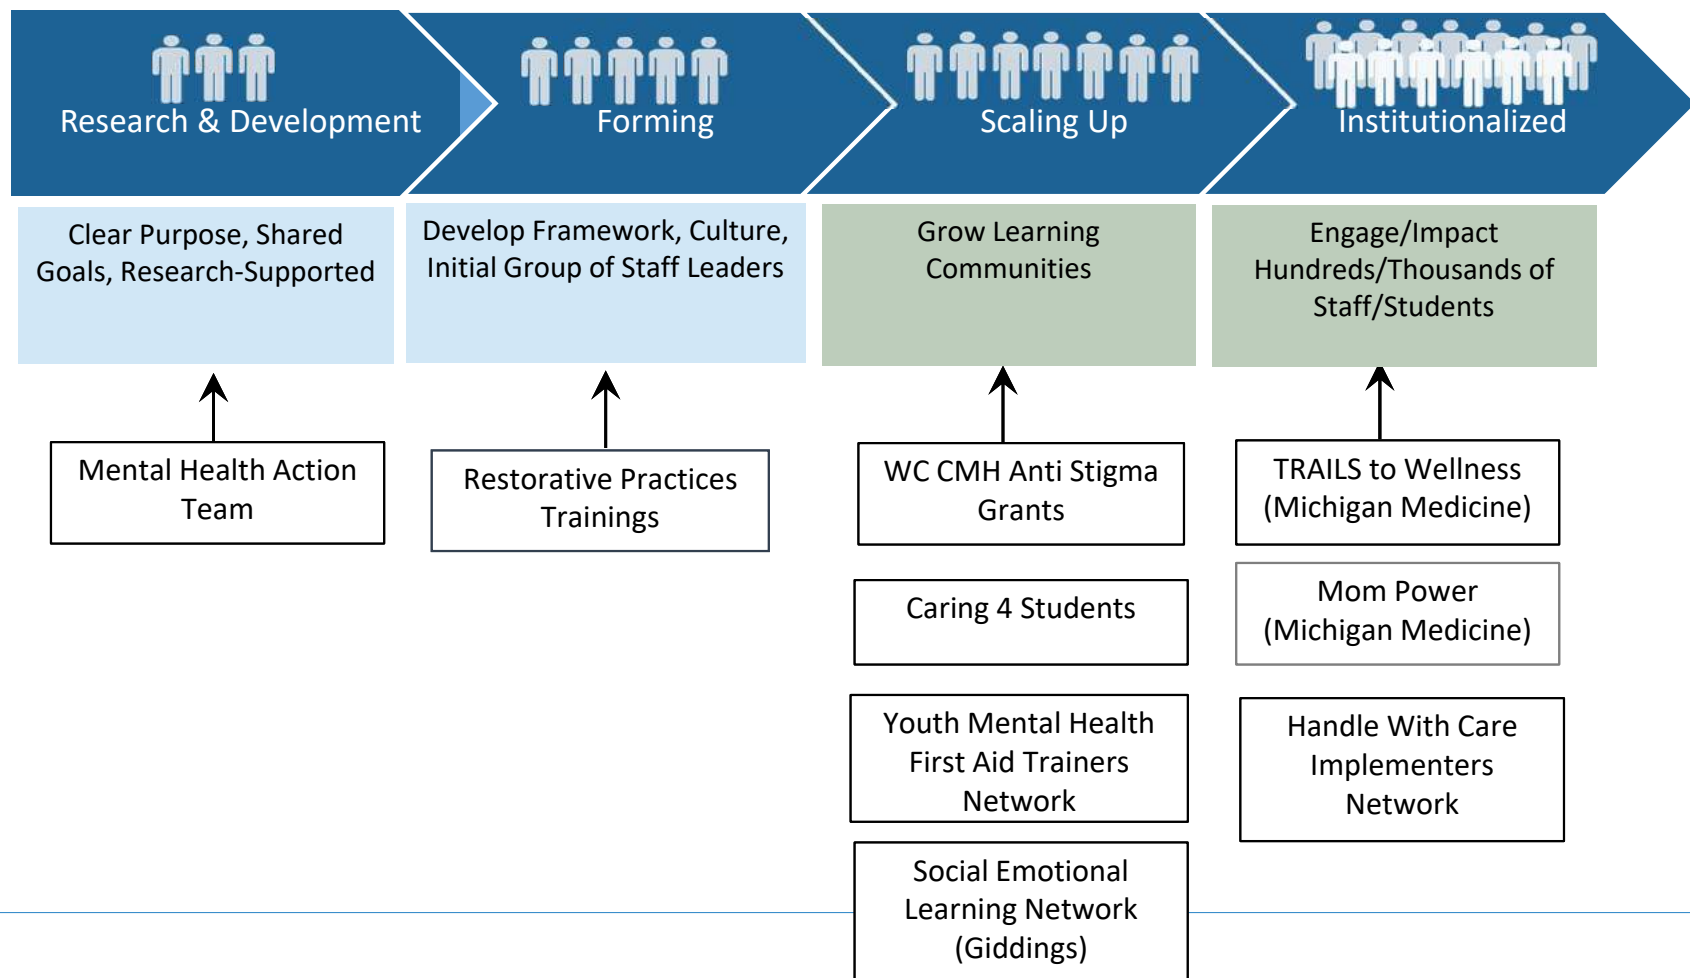 Research & Development
Forming
Scaling Up
Institutionalized
Clear Purpose, Shared
Goals, Research-Supported
Develop Framework, Culture,
Initial Group of Staff Leaders
Grow Learning
Communities
Engage/Impact
Hundreds/Thousands of
Staff/Students
Mental Health Action
Team
Restorative Practices
Trainings
WC CMH Anti Stigma
Grants
Caring 4 Students
Youth Mental Health
First Aid Trainers
Network
Social Emotional
Learning Network
(Giddings)
TRAILS to Wellness
(Michigan Medicine)
Mom Power
(Michigan Medicine)
Handle With Care
Implementers
Network